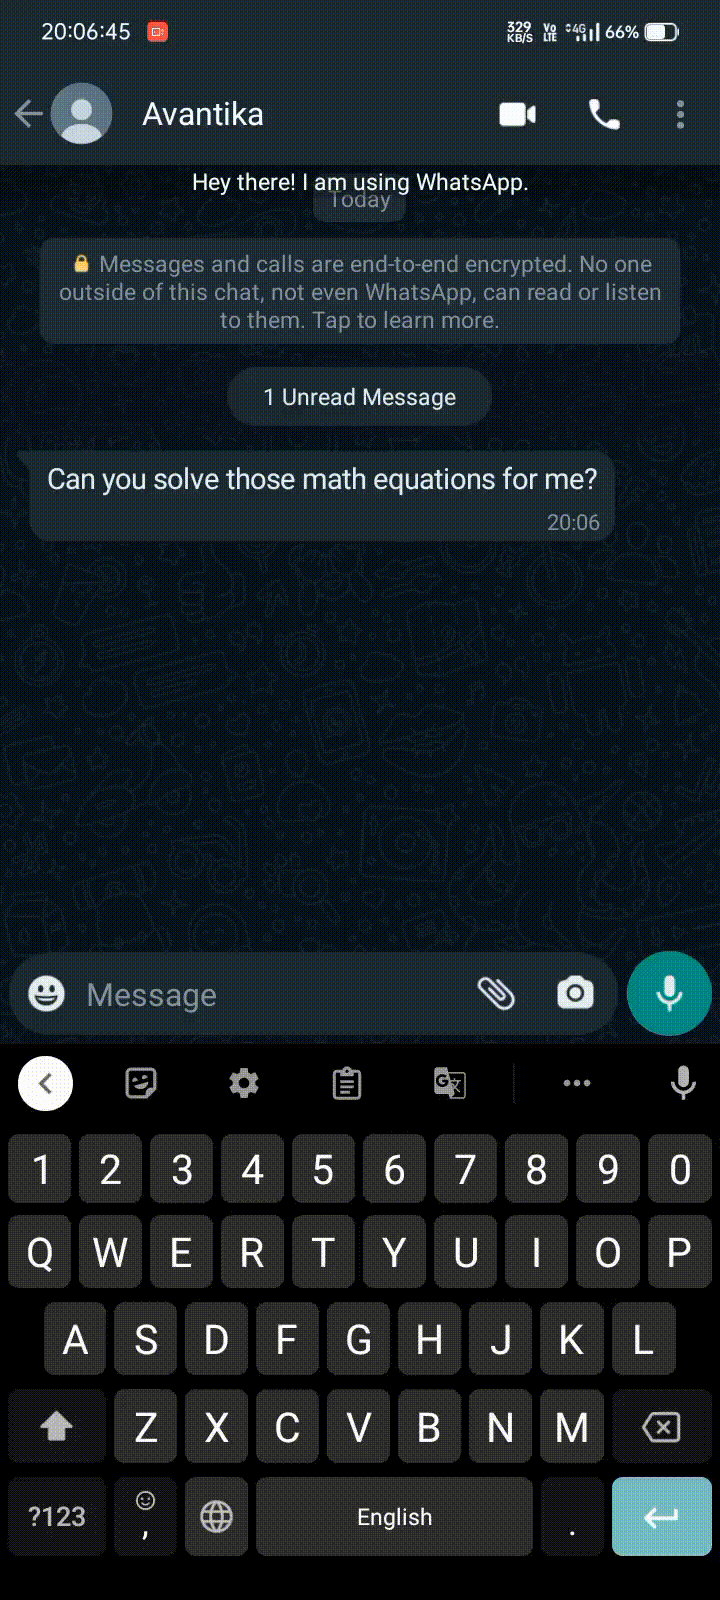 20:06:45 329 KB/S Vo LTE 4G 66%
Avantika
Hey there! I am using WhatsApp.
Today
Messages and calls are end-to-end encrypted. No one
outside of this chat, not even WhatsApp, can read or listen
to them. Tap to learn more.
1 Unread Message
Can you solve those math equations for me?
20:06
Message
1 2 3 4 5 6 7 8 9 0
Q W E R T Y U I O P
A S D F G H J K L
Z X C V B N M
?123 , English .